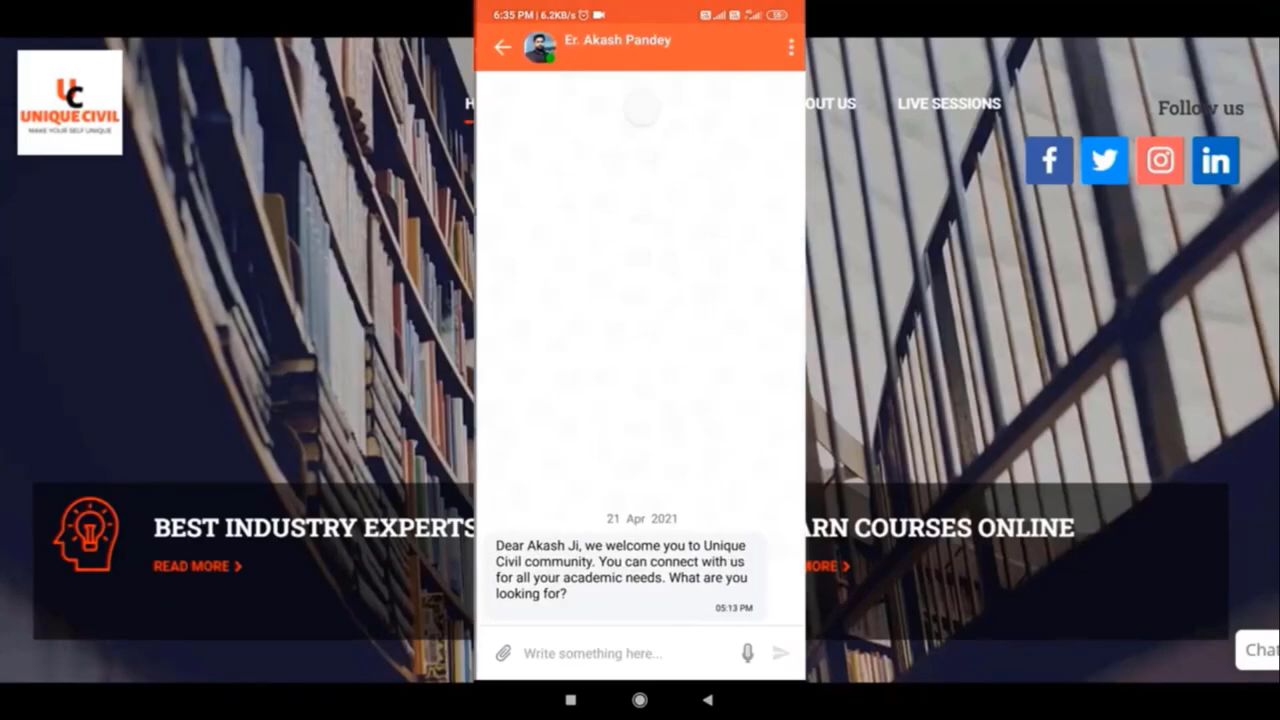 6:35 PM | 6.2KB/s
Er. Akash Pandey
UC
UNIQUE CIVIL
MAKE YOUR SELF UNIQUE
H
OUT US
LIVE SESSIONS
Follow us
21 Apr 2021
Dear Akash Ji, we welcome you to Unique
Civil community. You can connect with us
for all your academic needs. What are you
looking for?
05:13 PM
BEST INDUSTRY EXPERTS
READ MORE >
ARN COURSES ONLINE
MORE >
Write something here...
Chat